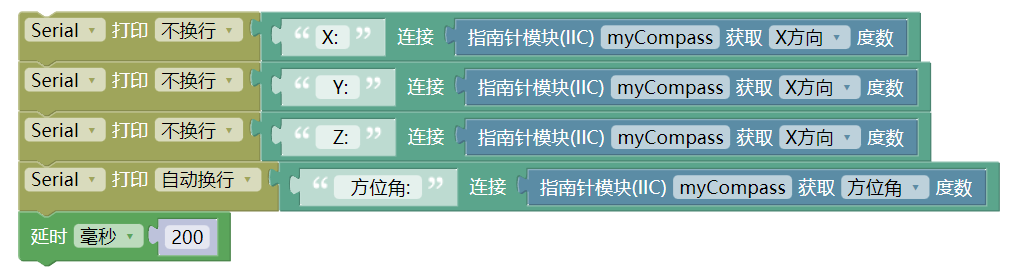 Serial 打印 不换行 “ X: ” 连接 指南针模块(IIC) myCompass 获取 X方向 度数
Serial 打印 不换行 “ Y: ” 连接 指南针模块(IIC) myCompass 获取 X方向 度数
Serial 打印 不换行 “ Z: ” 连接 指南针模块(IIC) myCompass 获取 X方向 度数
Serial 打印 自动换行 “ 方位角: ” 连接 指南针模块(IIC) myCompass 获取 方位角 度数
延时 毫秒 200